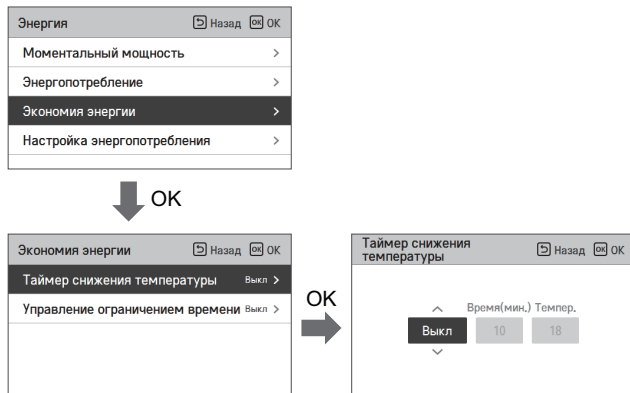 Энергия Назад OK OK
Моментальный мощность
Энергопотребление
Экономия энергии
Настройка энергопотребления
OK
Экономия энергии Назад OK OK
Таймер снижения температуры Выкл
Управление ограничением времени Выкл
OK
Таймер снижения
температуры Назад OK OK
Время(мин.) Темпер.
Выкл 10 18